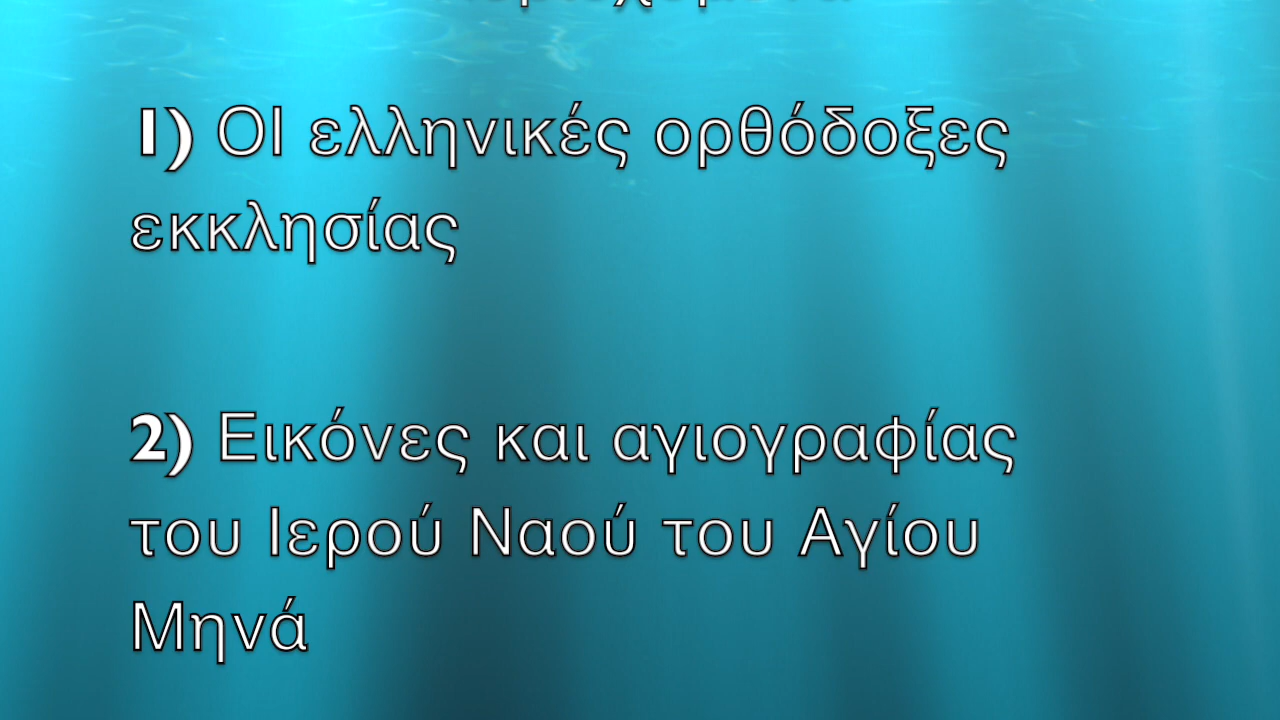 1) ΟΙ ελληνικές ορθόδοξες
εκκλησίας
2) Εικόνες και αγιογραφίας
του Ιερού Ναού του Αγίου
Μηνά